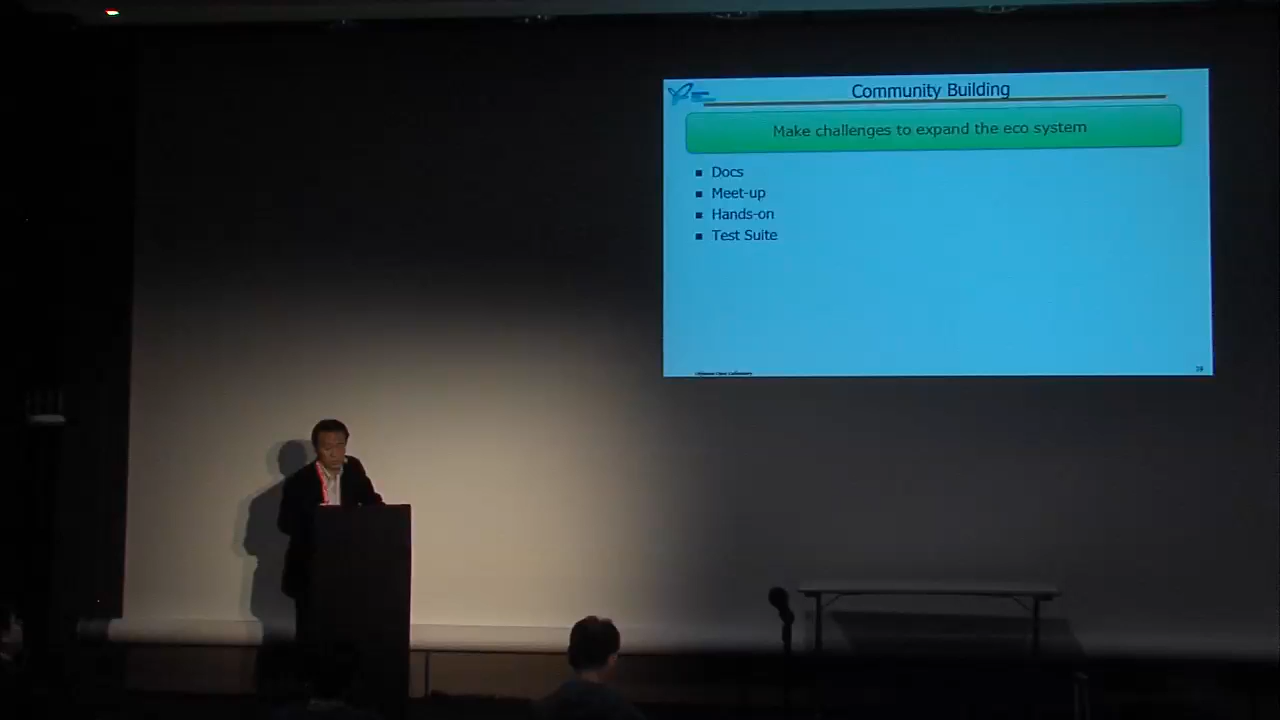 Community Building
Make challenges to expand the eco system
Docs
Meet-up
Hands-on
Test Suite